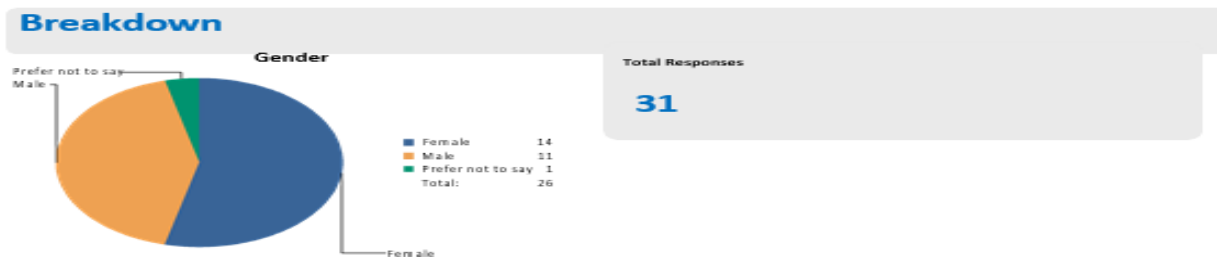 Breakdown
Gender
Prefer not to say
Male
Female 14
Male 11
Prefer not to say 1
Total: 26
Female
Total Responses
31